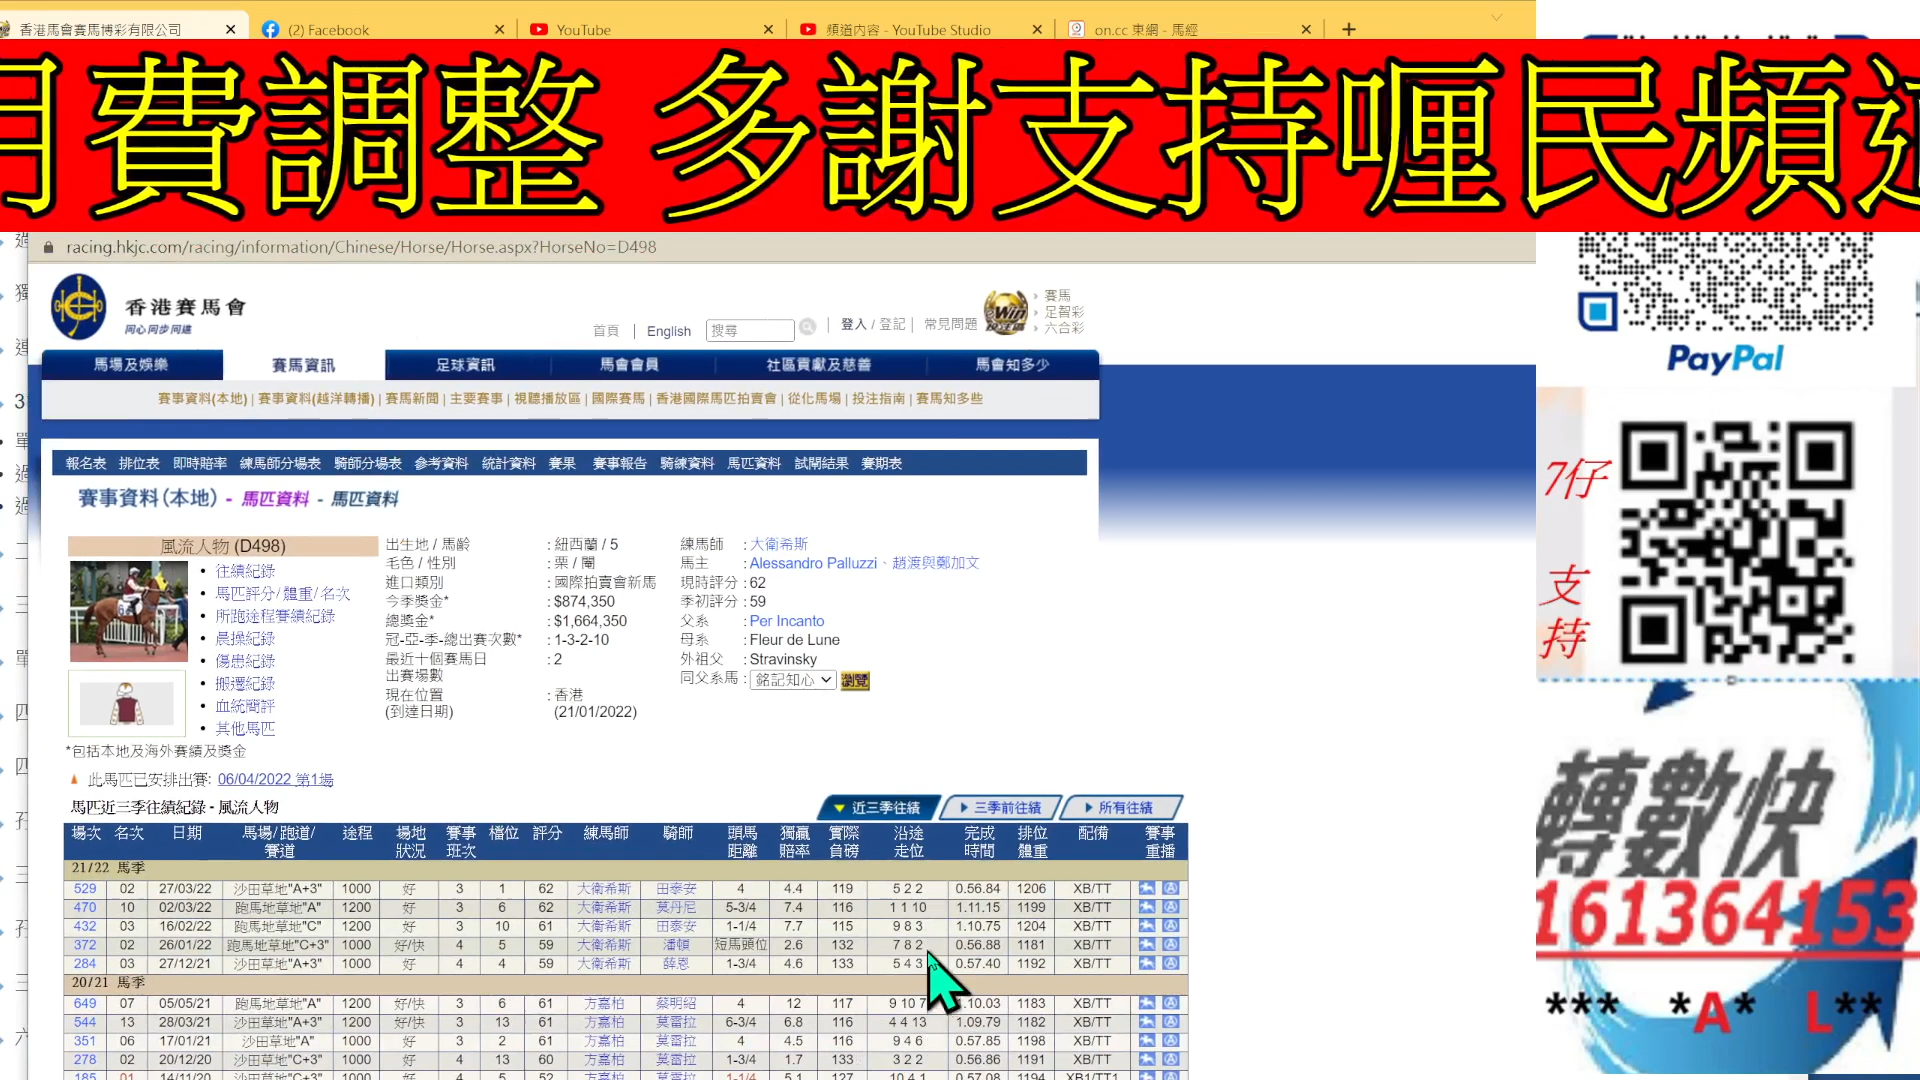 香港馬會賽馬博彩有限公司
(2) Facebook
YouTube
頻道內容 - YouTube Studio
on.cc 東網 - 馬經
月費調整 多謝支持喱民頻道
racing.hkjc.com/racing/information/Chinese/Horse/Horse.aspx?HorseNo=D498
香港賽馬會
同心同步同進
首頁 | English 搜尋 | 登入 / 登記 | 常見問題
賽馬
足智彩
六合彩
馬場及娛樂 賽馬資訊 足球資訊 馬會會員 社區貢獻及慈善 馬會知多少
賽事資料(本地) | 賽事資料(越洋轉播) | 賽馬新聞 | 主要賽事 | 視聽播放區 | 國際賽馬 | 香港國際馬匹拍賣會 | 從化馬場 | 投注指南 | 賽馬知多些
報名表 排位表 即時賠率 練馬師分場表 騎師分場表 參考資料 統計資料 賽果 賽事報告 騎練資料 馬匹資料 試閘結果 賽期表
賽事資料(本地) - 馬匹資料 - 馬匹資料
風流人物 (D498)
往績紀錄
馬匹評分/體重/名次
所跑途程賽績紀錄
晨操紀錄
傷患紀錄
搬遷紀錄
血統簡評
其他馬匹
出生地 / 馬齡 : 紐西蘭 / 5
毛色 / 性別 : 栗 / 閹
進口類別 : 國際拍賣會新馬
今季獎金* : $874,350
總獎金* : $1,664,350
冠-亞-季-總出賽次數* : 1-3-2-10
最近十個賽馬日
出賽場數 : 2
現在位置
(到達日期) : 香港
(21/01/2022)
練馬師 : 大衛希斯
馬主 : Alessandro Palluzzi、趙渡與鄭加文
現時評分 : 62
季初評分 : 59
父系 : Per Incanto
母系 : Fleur de Lune
外祖父 : Stravinsky
同父系馬 : 銘記知心 瀏覽
*包括本地及海外賽績及獎金
此馬匹已安排出賽: 06/04/2022 第1場
馬匹近三季往績紀錄 - 風流人物
近三季往績 三季前往績 所有往績
場次 名次 日期 馬場/跑道/賽道 途程 場地狀況 賽事班次 檔位 評分 練馬師 騎師 頭馬距離 獨贏賠率 實際負磅 沿途走位 完成時間 排位體重 配備 賽事重播
21/22 馬季
529 02 27/03/22 沙田草地"A+3" 1000 好 3 1 62 大衛希斯 田泰安 4 4.4 119 5 2 2 0.56.84 1206 XB/TT
470 10 02/03/22 跑馬地草地"A" 1200 好 3 6 62 大衛希斯 莫丹尼 5-3/4 7.4 116 1 1 10 1.11.15 1199 XB/TT
432 03 16/02/22 跑馬地草地"C" 1200 好 3 10 61 大衛希斯 田泰安 1-1/4 7.7 115 9 8 3 1.10.75 1204 XB/TT
372 02 26/01/22 跑馬地草地"C+3" 1000 好/快 4 5 59 大衛希斯 潘頓 短馬頭位 2.6 132 7 8 2 0.56.88 1181 XB/TT
284 03 27/12/21 沙田草地"A+3" 1000 好 4 4 59 大衛希斯 薛恩 1-3/4 4.6 133 5 4 3 0.57.40 1192 XB/TT
20/21 馬季
649 07 05/05/21 跑馬地草地"A" 1200 好/快 3 6 61 方嘉柏 蔡明紹 4 12 117 9 10 7 1.10.03 1183 XB/TT
544 13 28/03/21 沙田草地"A+3" 1200 好/快 3 13 61 方嘉柏 莫雷拉 6-3/4 6.8 116 4 4 13 1.09.79 1182 XB/TT
351 06 17/01/21 沙田草地"A" 1000 好 3 2 61 方嘉柏 莫雷拉 4 4.5 116 9 4 6 0.57.85 1198 XB/TT
278 02 20/12/20 沙田草地"C+3" 1000 好 4 13 60 方嘉柏 莫雷拉 1-3/4 1.7 133 3 2 2 0.56.86 1191 XB/TT
185 01 14/11/20 沙田草地"C+3" 1000 好 4 5 52 方嘉柏 莫雷拉 1-1/4 5.1 127 10 4 1 0.57.08 1194 XB1/TT1
PayPal
7仔
支
持
轉數快
161364153
*** *A* L**